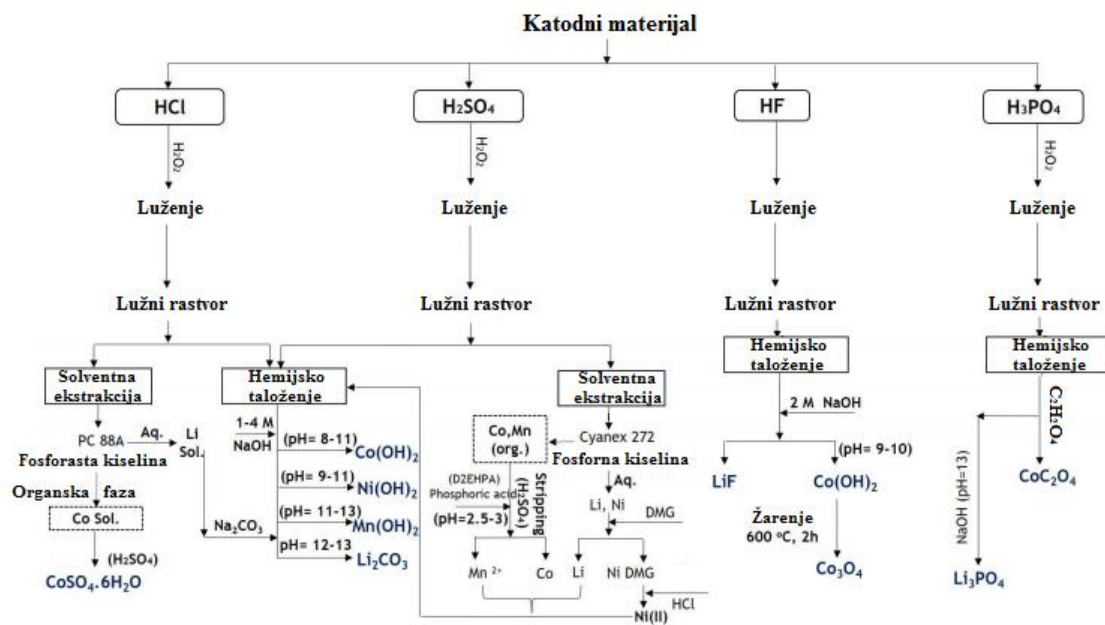 Katodni materijal
HCl
H₂SO₄
HF
H₃PO₄
H₂O₂
H₂O₂
H₂O₂
Luženje
Luženje
Luženje
Luženje
Lužni rastvor
Lužni rastvor
Lužni rastvor
Lužni rastvor
Solventna
ekstrakcija
PC 88A
Aq.
Li
Sol.
Fosforasta kiselina
Organska faza
Co Sol.
(H₂SO₄)
CoSO₄.6H₂O
Hemijsko
taloženje
1-4 M
NaOH
(pH= 8-11)
Co(OH)₂
(pH= 9-11)
Ni(OH)₂
(pH= 11-13)
Mn(OH)₂
Na₂CO₃
pH= 12-13
Li₂CO₃
Solventna
ekstrakcija
Cyanex 272
Fosforna kiselina
Co,Mn
(org.)
(D2EHPA)
Phosphoric acid
(pH=2.5-3)
Stripping
(H₂SO₄)
Aq.
Li, Ni
DMG
Mn ²⁺
Co
Li
Ni DMG
HCl
Ni(II)
Hemijsko
taloženje
2 M NaOH
(pH= 9-10)
LiF
Co(OH)₂
Žarenje
600 ºC, 2h
Co₃O₄
Hemijsko
taloženje
C₂H₂O₄
CoC₂O₄
NaOH (pH=13)
Li₃PO₄